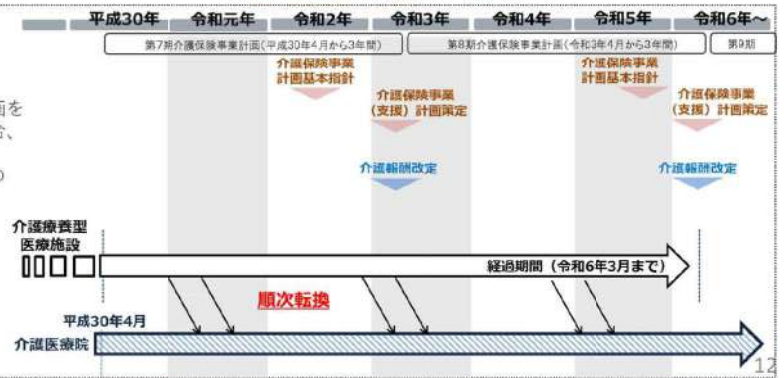 平成30年 令和元年 令和2年 令和3年 令和4年 令和5年 令和6年～
第7期介護保険事業計画(平成30年4月から3年間) 第8期介護保険事業計画(令和3年4月から3年間) 第9期
介護保険事業
計画基本指針
介護保険事業
計画基本指針
介護保険事業
(支援)計画策定
介護保険事業
(支援)計画策定
画を
介護報酬改定 介護報酬改定
の
介護療養型
医療施設
経過期間（令和6年3月まで）
順次転換
平成30年4月
介護医療院
12